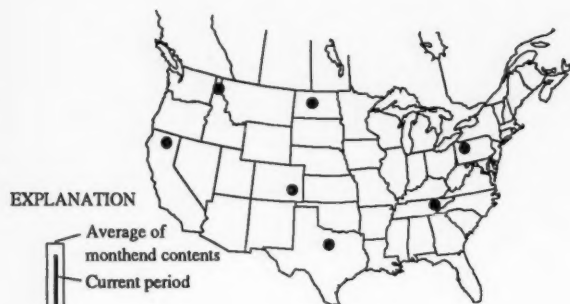 EXPLANATION
Average of
monthend contents
Current period